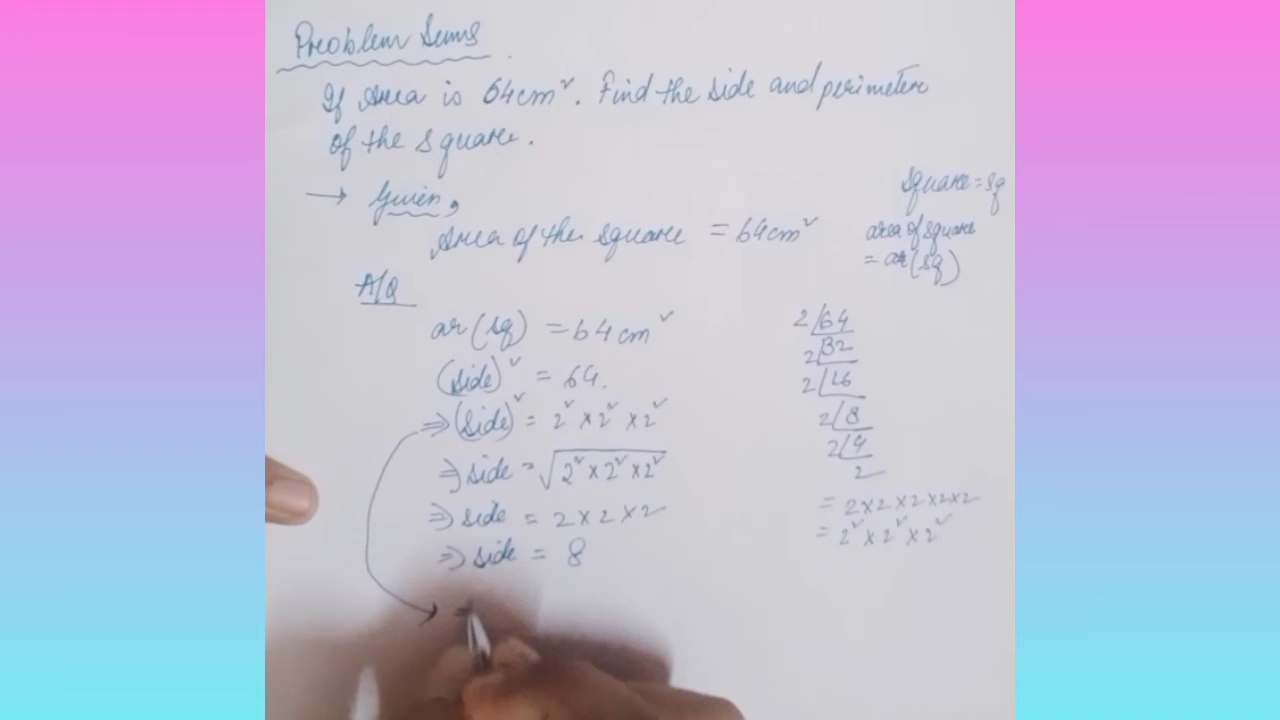 Problem Sums
If Area is 64cm². Find the side and perimeter
of the square.
→ Given,
Area of the square = 64cm²
square = sq
area of square
= ar (sq)
A/Q
ar (sq) = 64 cm²
(side)² = 64.
⇒ (side)² = 2² × 2² × 2²
⇒ side = √2² × 2² × 2²
⇒ side = 2 × 2 × 2
⇒ side = 8
2 64
2 32
2 16
2 8
2 4
2
= 2 × 2 × 2 × 2 × 2 × 2
= 2² × 2² × 2²